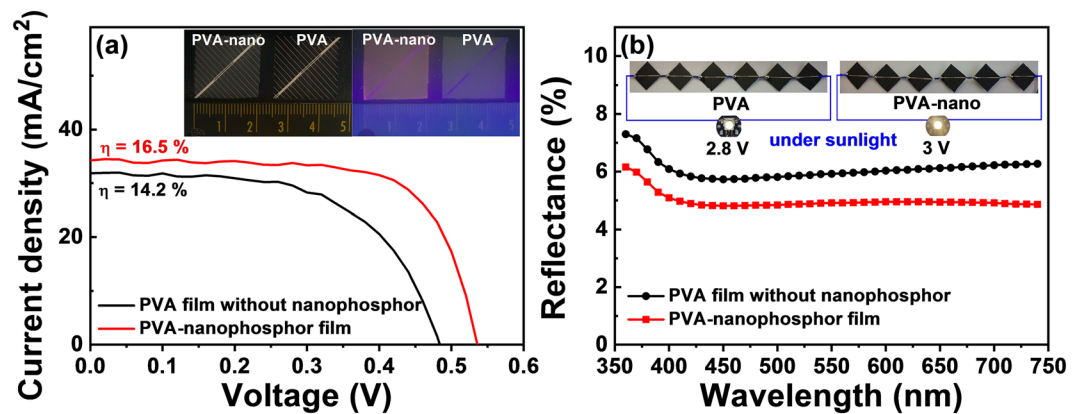 (a)
PVA-nano PVA PVA-nano PVA
1 2 3 4 5 1 2 3 4 5
η = 16.5 %
η = 14.2 %
PVA film without nanophosphor
PVA-nanophosphor film
Current density (mA/cm²)
40
20
0
0.0 0.1 0.2 0.3 0.4 0.5 0.6
Voltage (V)
(b)
PVA PVA-nano
under sunlight
2.8 V 3 V
PVA film without nanophosphor
PVA-nanophosphor film
Reflectance (%)
10
8
6
4
2
0
350 400 450 500 550 600 650 700 750
Wavelength (nm)